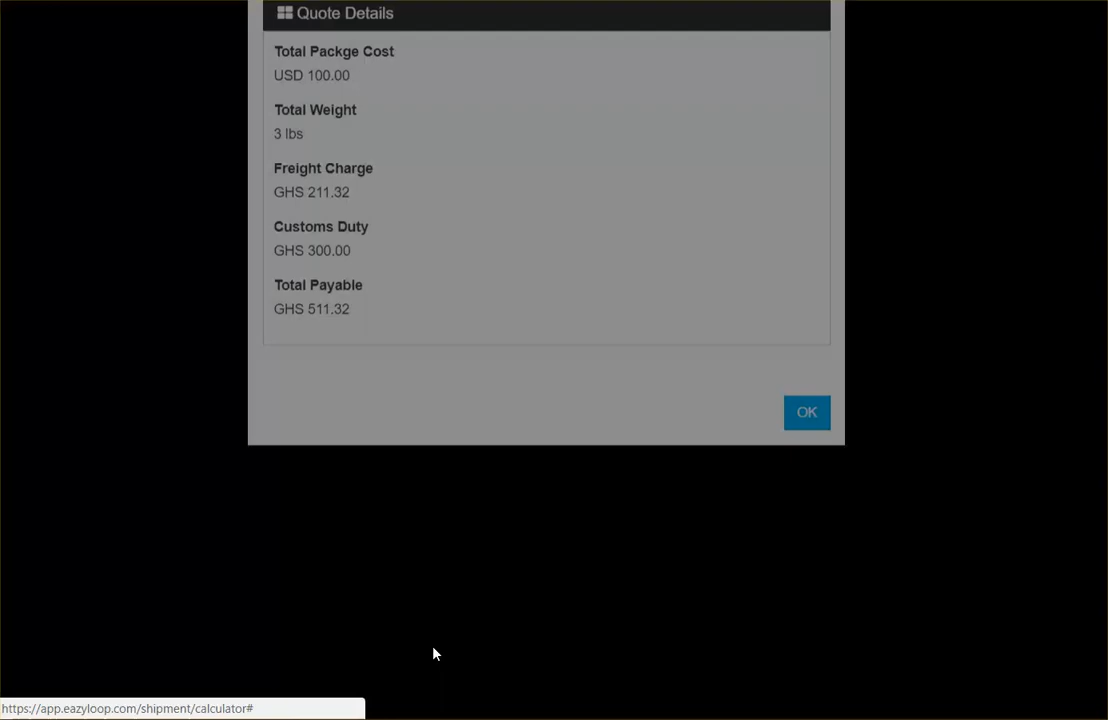 Quote Details
Total Packge Cost
USD 100.00
Total Weight
3 lbs
Freight Charge
GHS 211.32
Customs Duty
GHS 300.00
Total Payable
GHS 511.32
OK
https://app.eazyloop.com/shipment/calculator#